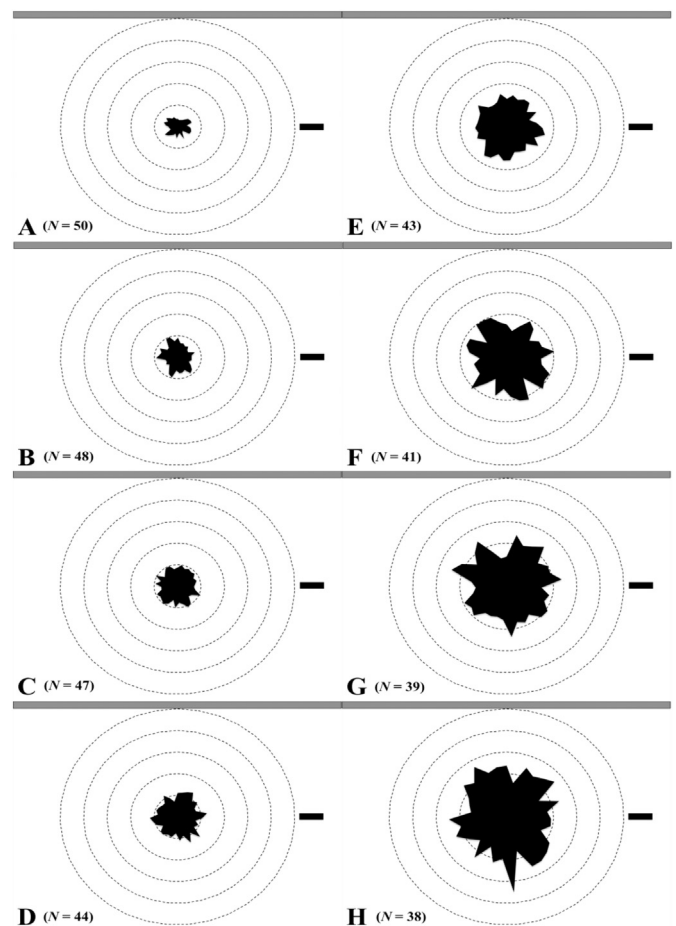 A (N = 50)
E (N = 43)
B (N = 48)
F (N = 41)
C (N = 47)
G (N = 39)
D (N = 44)
H (N = 38)